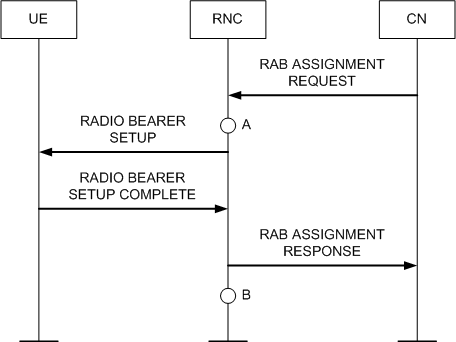 UE
RNC
CN
RAB ASSIGNMENT
REQUEST
A
RADIO BEARER
SETUP
RADIO BEARER
SETUP COMPLETE
RAB ASSIGNMENT
RESPONSE
B